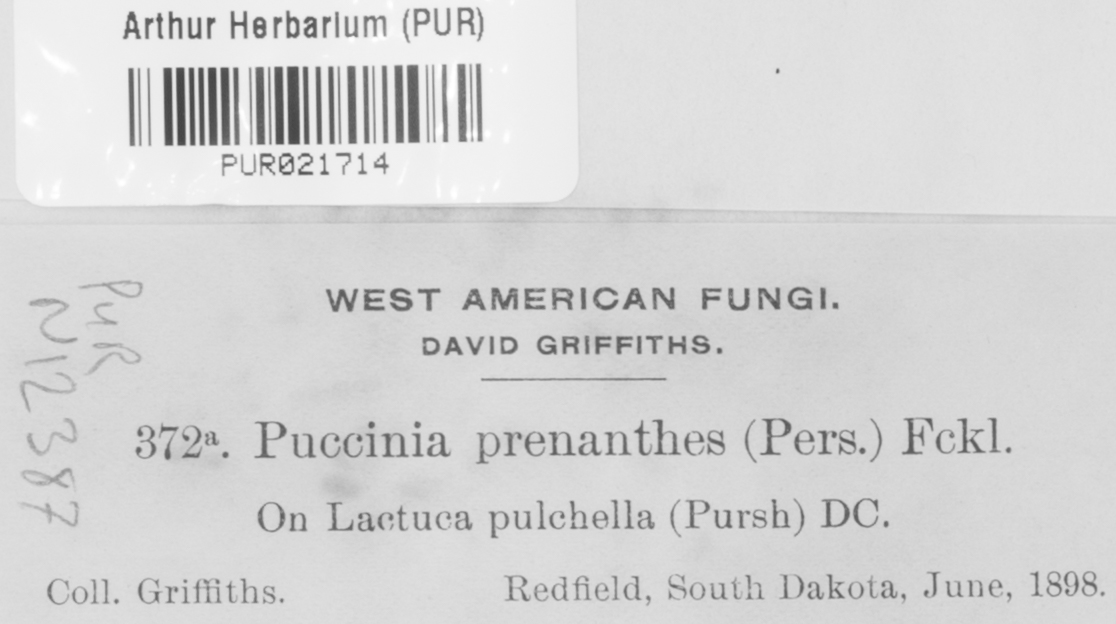 Arthur Herbarium (PUR)
PUR021714
PUR
N12387
WEST AMERICAN FUNGI.
DAVID GRIFFITHS.
372a. Puccinia prenanthes (Pers.) Fckl.
On Lactuca pulchella (Pursh) DC.
Coll. Griffiths.
Redfield, South Dakota, June, 1898.